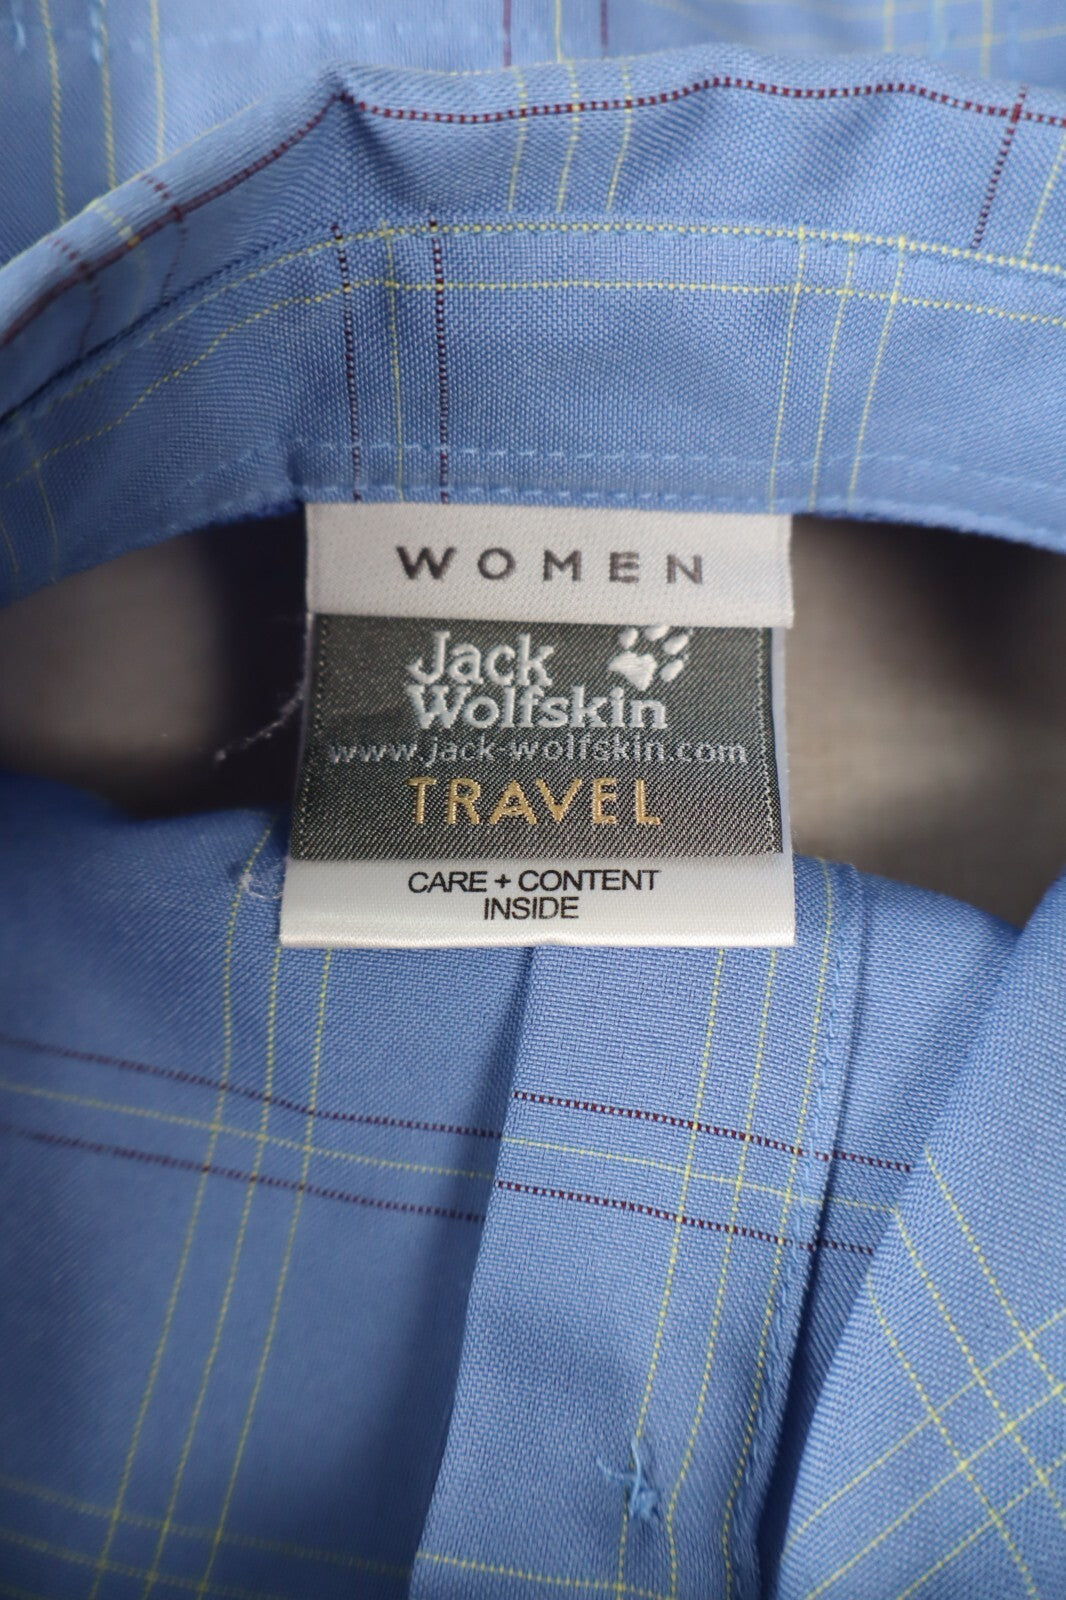 WOMEN
Jack
Wolfskin
www.jack-wolfskin.com
TRAVEL
CARE + CONTENT
INSIDE